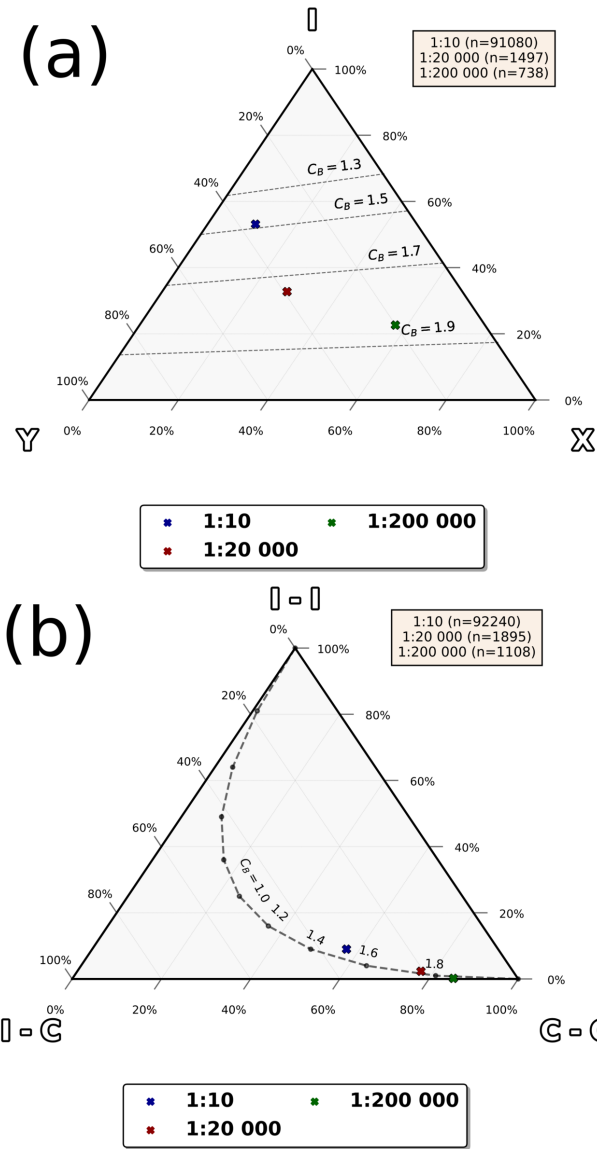 (a)
I
1:10 (n=91080)
1:20 000 (n=1497)
1:200 000 (n=738)
0%
100%
20%
80%
40%
60%
60%
40%
80%
20%
100%
0%
C_B = 1.3
C_B = 1.5
C_B = 1.7
C_B = 1.9
0%
20%
40%
60%
80%
100%
Y
X
1:10
1:200 000
1:20 000
(b)
I - I
1:10 (n=92240)
1:20 000 (n=1895)
1:200 000 (n=1108)
0%
100%
20%
80%
40%
60%
60%
40%
80%
20%
100%
0%
C_B = 1.0
1.2
1.4
1.6
1.8
0%
20%
40%
60%
80%
100%
I - C
C - C
1:10
1:200 000
1:20 000